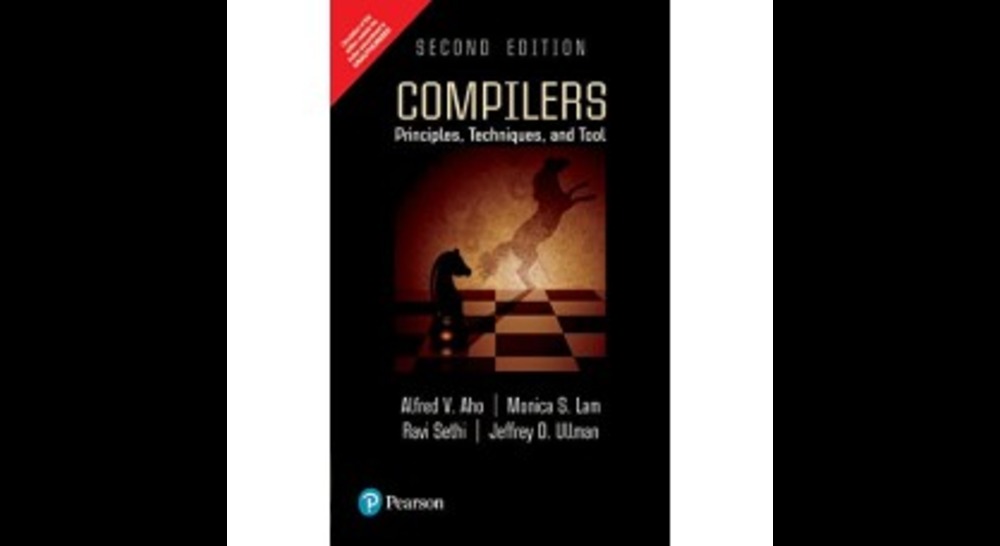 SECOND EDITION
COMPILERS
Principles, Techniques, and Tool
Alfred V. Aho | Monica S. Lam
Ravi Sethi | Jeffrey D. Ullman
Pearson